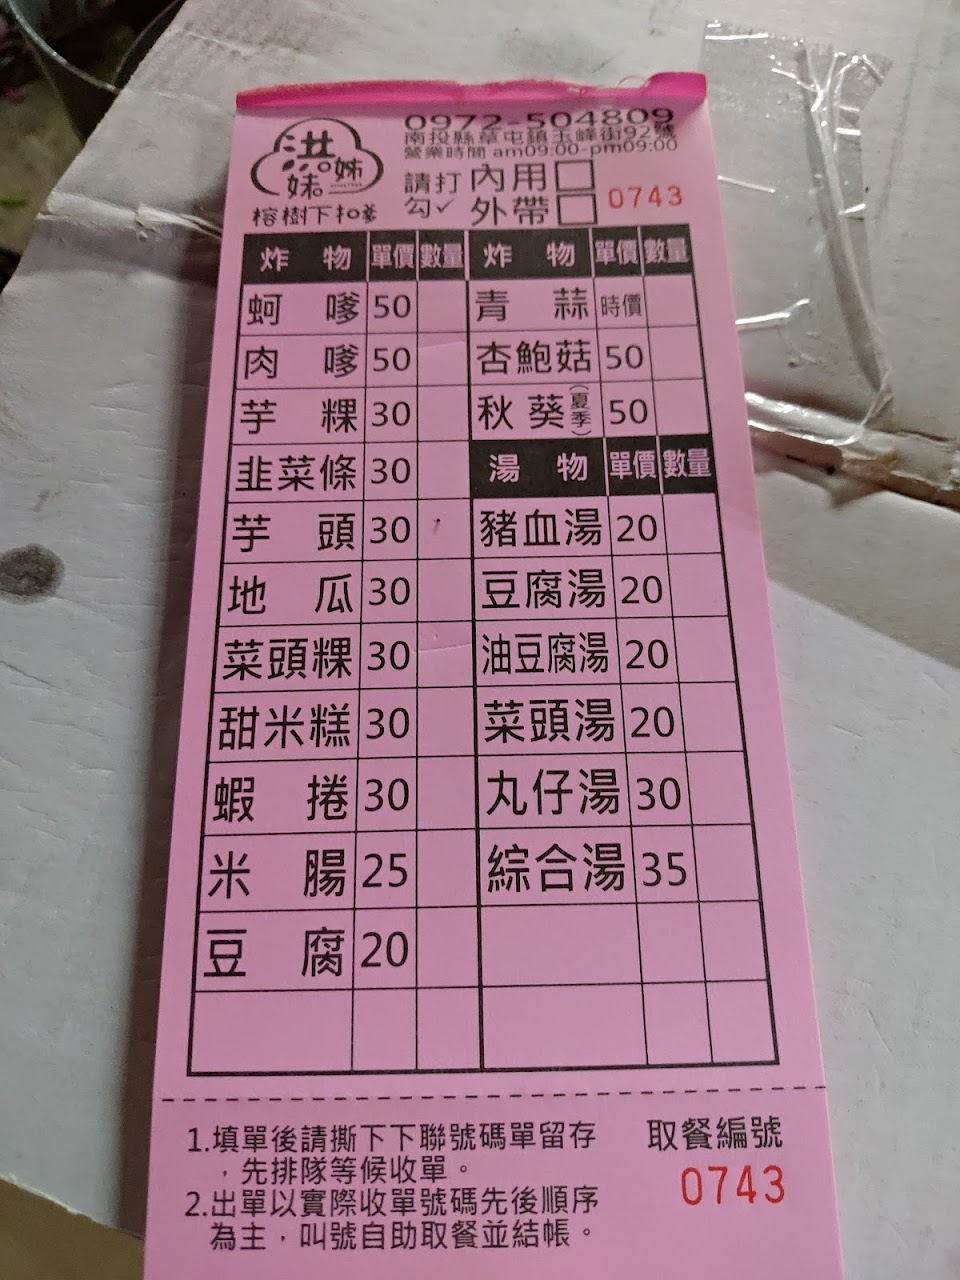 0972-504809
南投縣草屯鎮玉峰街92號
營業時間 am09:00-pm09:00
洪
姊
妹
榕樹下扣嗲
請打 內用
勾✓ 外帶
0743
炸物 單價 數量 炸物 單價 數量
蚵嗲 50 青蒜 時價
肉嗲 50 杏鮑菇 50
芋粿 30 秋葵(夏季) 50
韭菜條 30 湯物 單價 數量
芋頭 30 豬血湯 20
地瓜 30 豆腐湯 20
菜頭粿 30 油豆腐湯 20
甜米糕 30 菜頭湯 20
蝦捲 30 丸仔湯 30
米腸 25 綜合湯 35
豆腐 20
1.填單後請撕下下聯號碼單留存
，先排隊等候收單。
2.出單以實際收單號碼先後順序
為主，叫號自助取餐並結帳。
取餐編號
0743